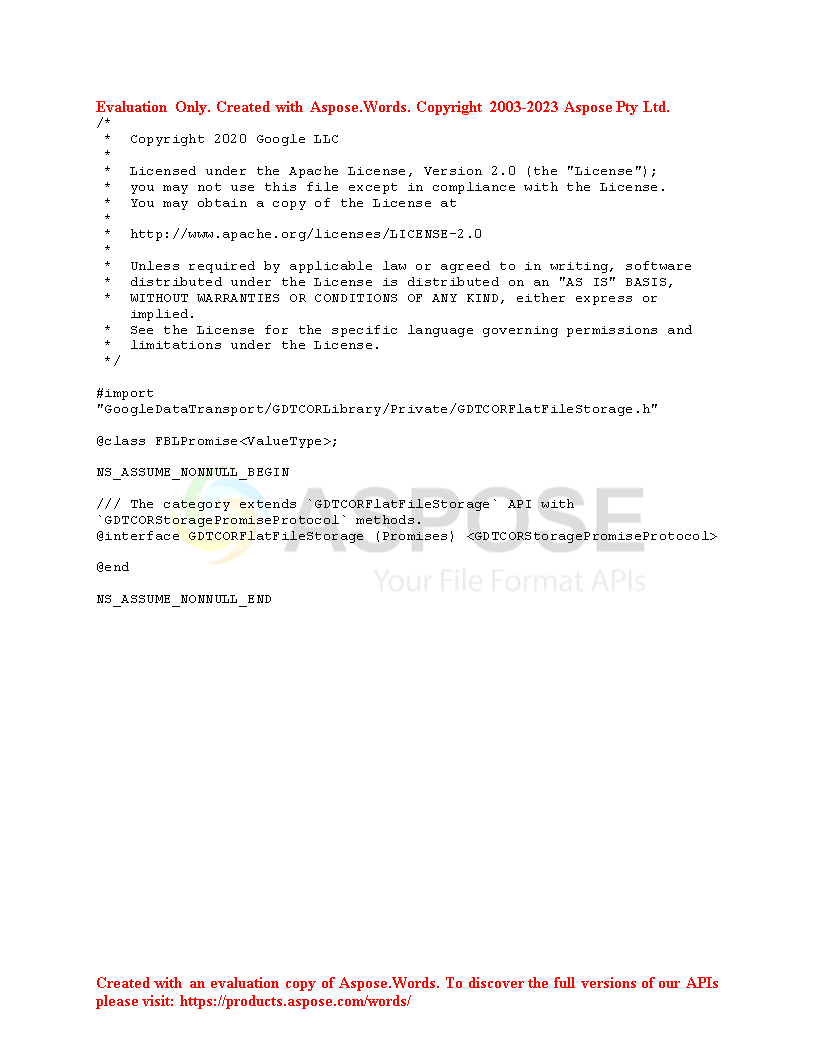 Evaluation Only. Created with Aspose.Words. Copyright 2003-2023 Aspose Pty Ltd.
/*
 *  Copyright 2020 Google LLC
 *
 *  Licensed under the Apache License, Version 2.0 (the "License");
 *  you may not use this file except in compliance with the License.
 *  You may obtain a copy of the License at
 *
 *  http://www.apache.org/licenses/LICENSE-2.0
 *
 *  Unless required by applicable law or agreed to in writing, software
 *  distributed under the License is distributed on an "AS IS" BASIS,
 *  WITHOUT WARRANTIES OR CONDITIONS OF ANY KIND, either express or
    implied.
 *  See the License for the specific language governing permissions and
 *  limitations under the License.
 */
#import
"GoogleDataTransport/GDTCORLibrary/Private/GDTCORFlatFileStorage.h"
@class FBLPromise<ValueType>;
NS_ASSUME_NONNULL_BEGIN
/// The category extends `GDTCORFlatFileStorage` API with
`GDTCORStoragePromiseProtocol` methods.
@interface GDTCORFlatFileStorage (Promises) <GDTCORStoragePromiseProtocol>
@end
NS_ASSUME_NONNULL_END
ASPOSE
Your File Format APIs
Created with an evaluation copy of Aspose.Words. To discover the full versions of our APIs
please visit: https://products.aspose.com/words/